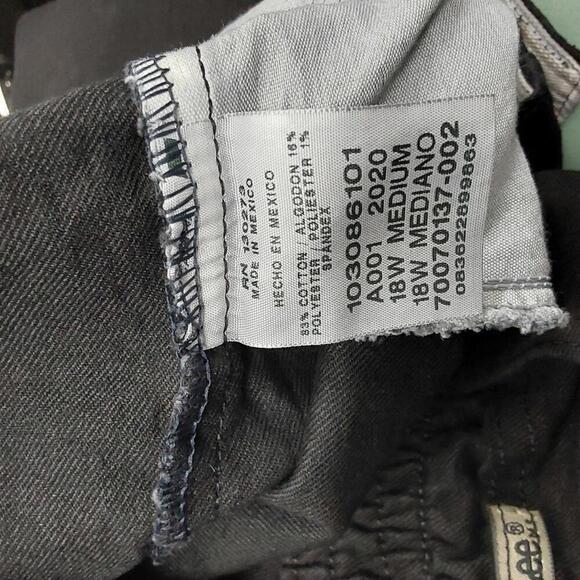 RN 130273
MADE IN MEXICO
HECHO EN MEXICO
83% COTTON / ALGODON 16%
POLYESTER / POLIESTER 1%
SPANDEX
103086101
A001 2020
18W MEDIUM
18W MEDIANO
70070137-002
083622899863
ee®